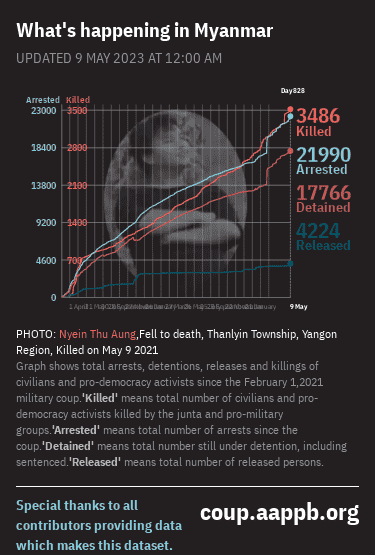 What's happening in Myanmar
UPDATED 9 MAY 2023 AT 12:00 AM
Day828
Arrested Killed
23000 3500
18400 2800
13800 2100
9200 1400
4600 700
0
3486
Killed
21990
Arrested
17766
Detained
4224
Released
9 May
PHOTO: Nyein Thu Aung,Fell to death, Thanlyin Township, Yangon
Region, Killed on May 9 2021
Graph shows total arrests, detentions, releases and killings of
civilians and pro-democracy activists since the February 1,2021
military coup.'Killed' means total number of civilians and pro-
democracy activists killed by the junta and pro-military
groups.'Arrested' means total number of arrests since the
coup.'Detained' means total number still under detention, including
sentenced.'Released' means total number of released persons.
Special thanks to all
contributors providing data
which makes this dataset.
coup.aappb.org